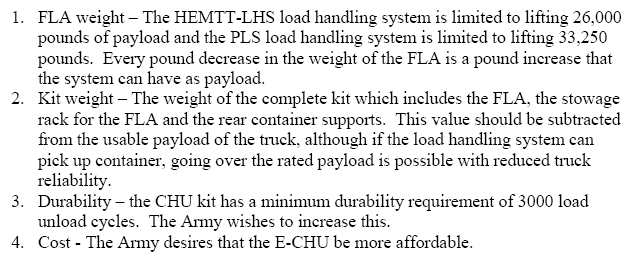 1. FLA weight – The HEMTT-LHS load handling system is limited to lifting 26,000
pounds of payload and the PLS load handling system is limited to lifting 33,250
pounds. Every pound decrease in the weight of the FLA is a pound increase that
the system can have as payload.
2. Kit weight – The weight of the complete kit which includes the FLA, the stowage
rack for the FLA and the rear container supports. This value should be subtracted
from the usable payload of the truck, although if the load handling system can
pick up container, going over the rated payload is possible with reduced truck
reliability.
3. Durability – the CHU kit has a minimum durability requirement of 3000 load
unload cycles. The Army wishes to increase this.
4. Cost - The Army desires that the E-CHU be more affordable.